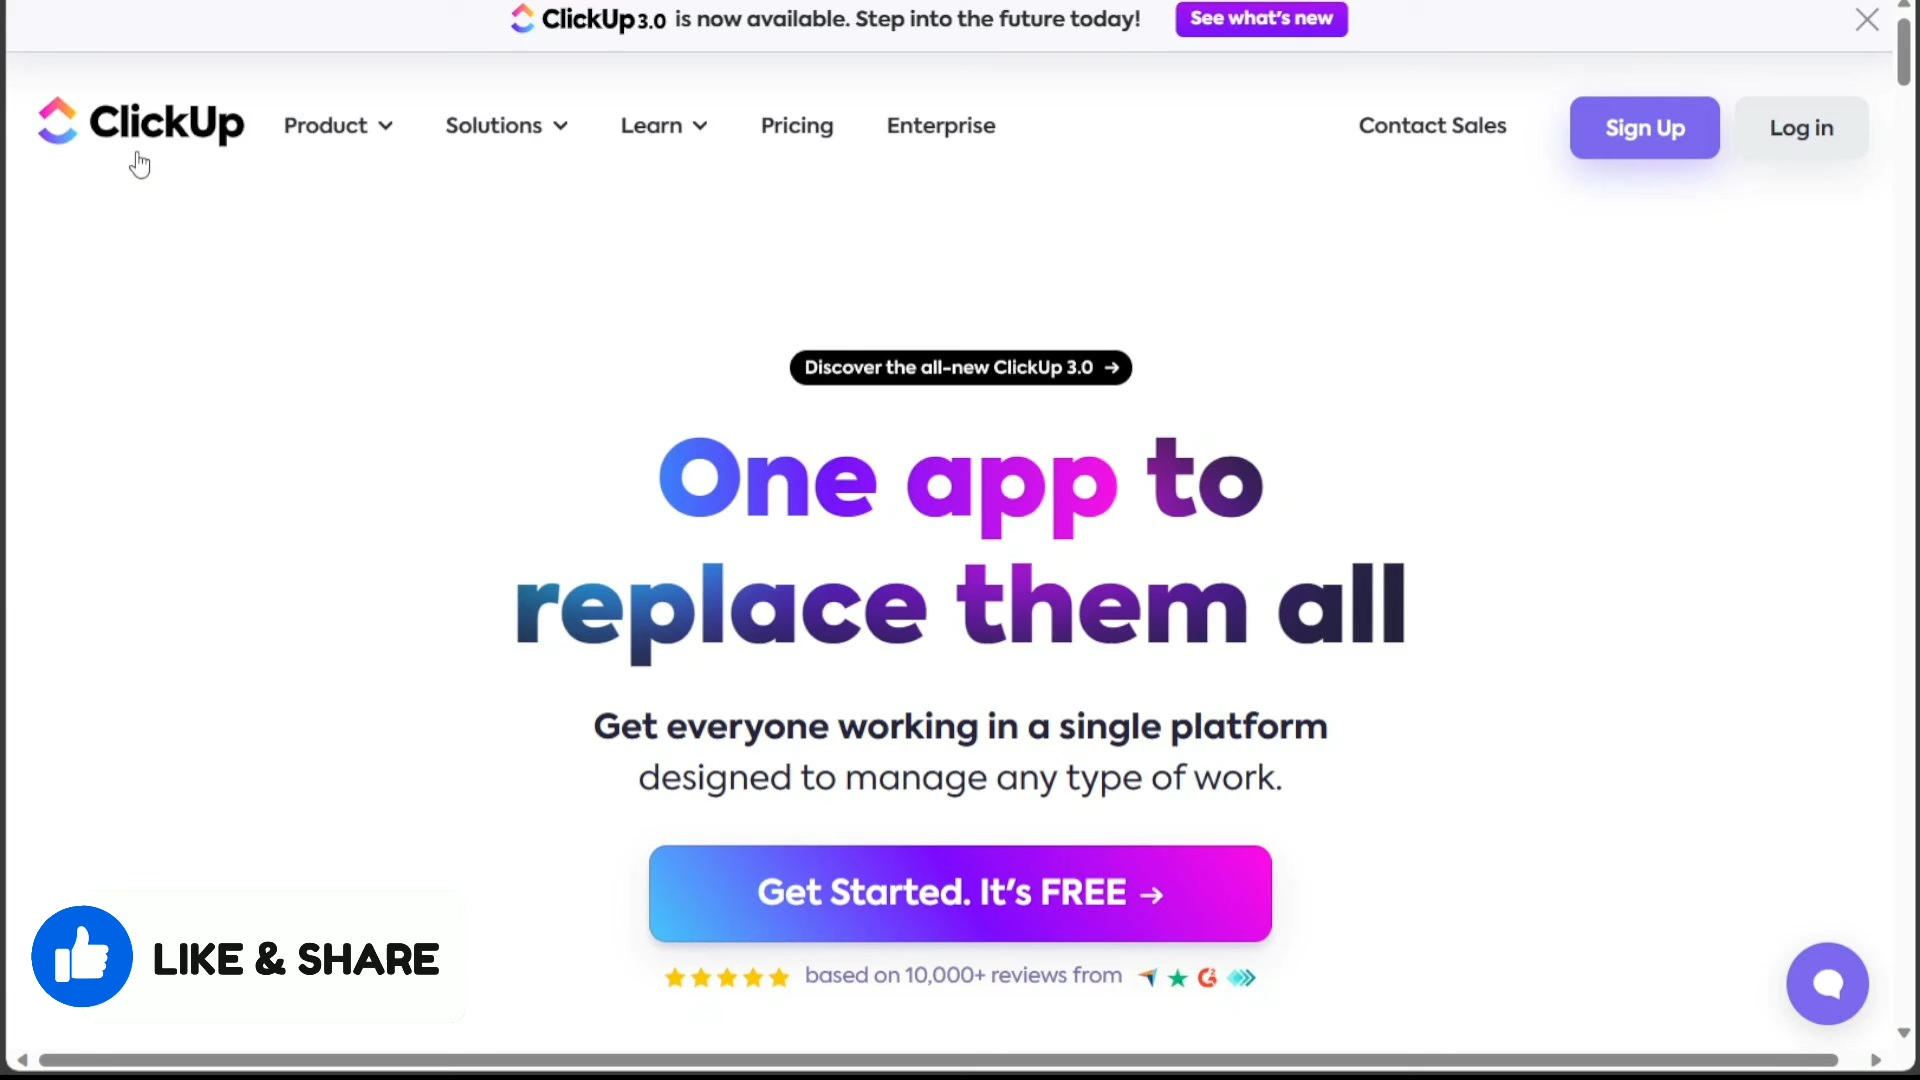 ClickUp 3.0 is now available. Step into the future today! See what's new
ClickUp Product Solutions Learn Pricing Enterprise Contact Sales Sign Up Log in
Discover the all-new ClickUp 3.0 →
One app to
replace them all
Get everyone working in a single platform
designed to manage any type of work.
Get Started. It's FREE →
based on 10,000+ reviews from
LIKE & SHARE